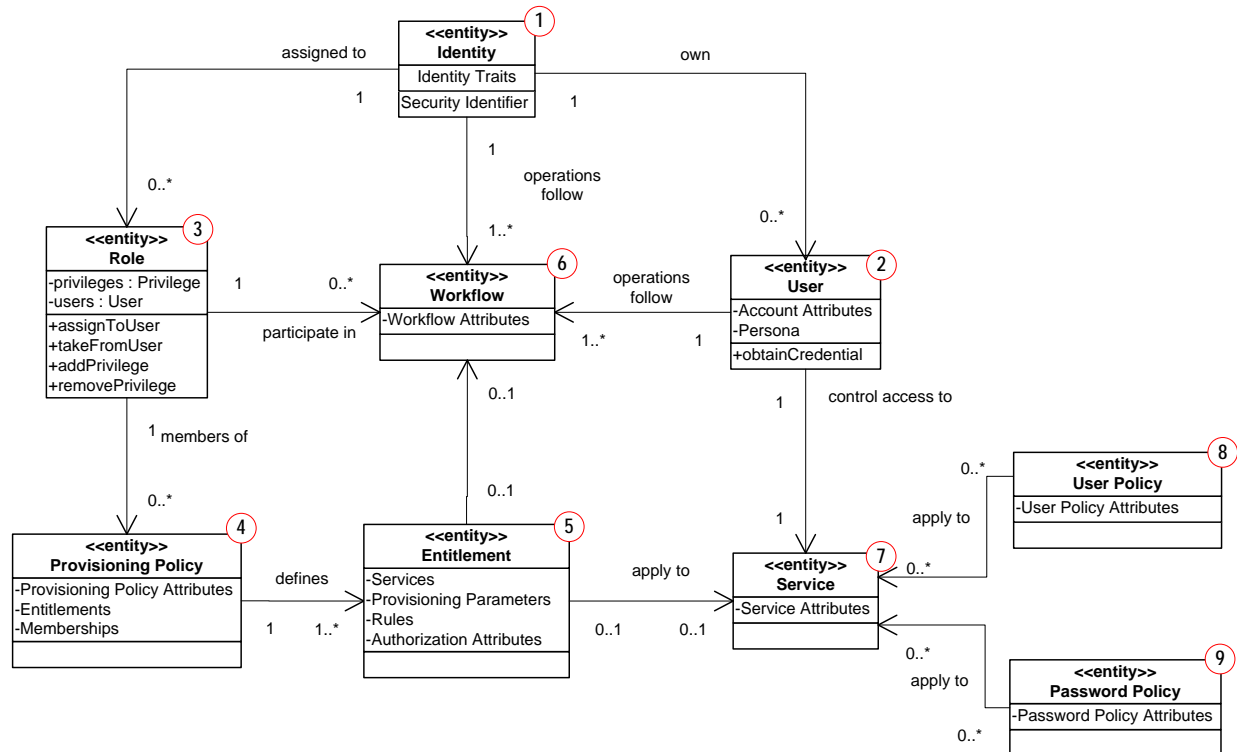 1
<<entity>>
Identity
Identity Traits
Security Identifier
assigned to
1
0..*
own
1
0..*
1
operations
follow
1..*
3
<<entity>>
Role
-privileges : Privilege
-users : User
+assignToUser
+takeFromUser
+addPrivilege
+removePrivilege
1
0..*
participate in
6
<<entity>>
Workflow
-Workflow Attributes
operations
follow
1..*
1
2
<<entity>>
User
-Account Attributes
-Persona
+obtainCredential
1
members of
0..*
0..1
0..1
1
control access to
1
4
<<entity>>
Provisioning Policy
-Provisioning Policy Attributes
-Entitlements
-Memberships
defines
1
1..*
5
<<entity>>
Entitlement
-Services
-Provisioning Parameters
-Rules
-Authorization Attributes
apply to
0..1
0..1
7
<<entity>>
Service
-Service Attributes
8
<<entity>>
User Policy
-User Policy Attributes
0..*
apply to
0..*
0..*
apply to
0..*
9
<<entity>>
Password Policy
-Password Policy Attributes